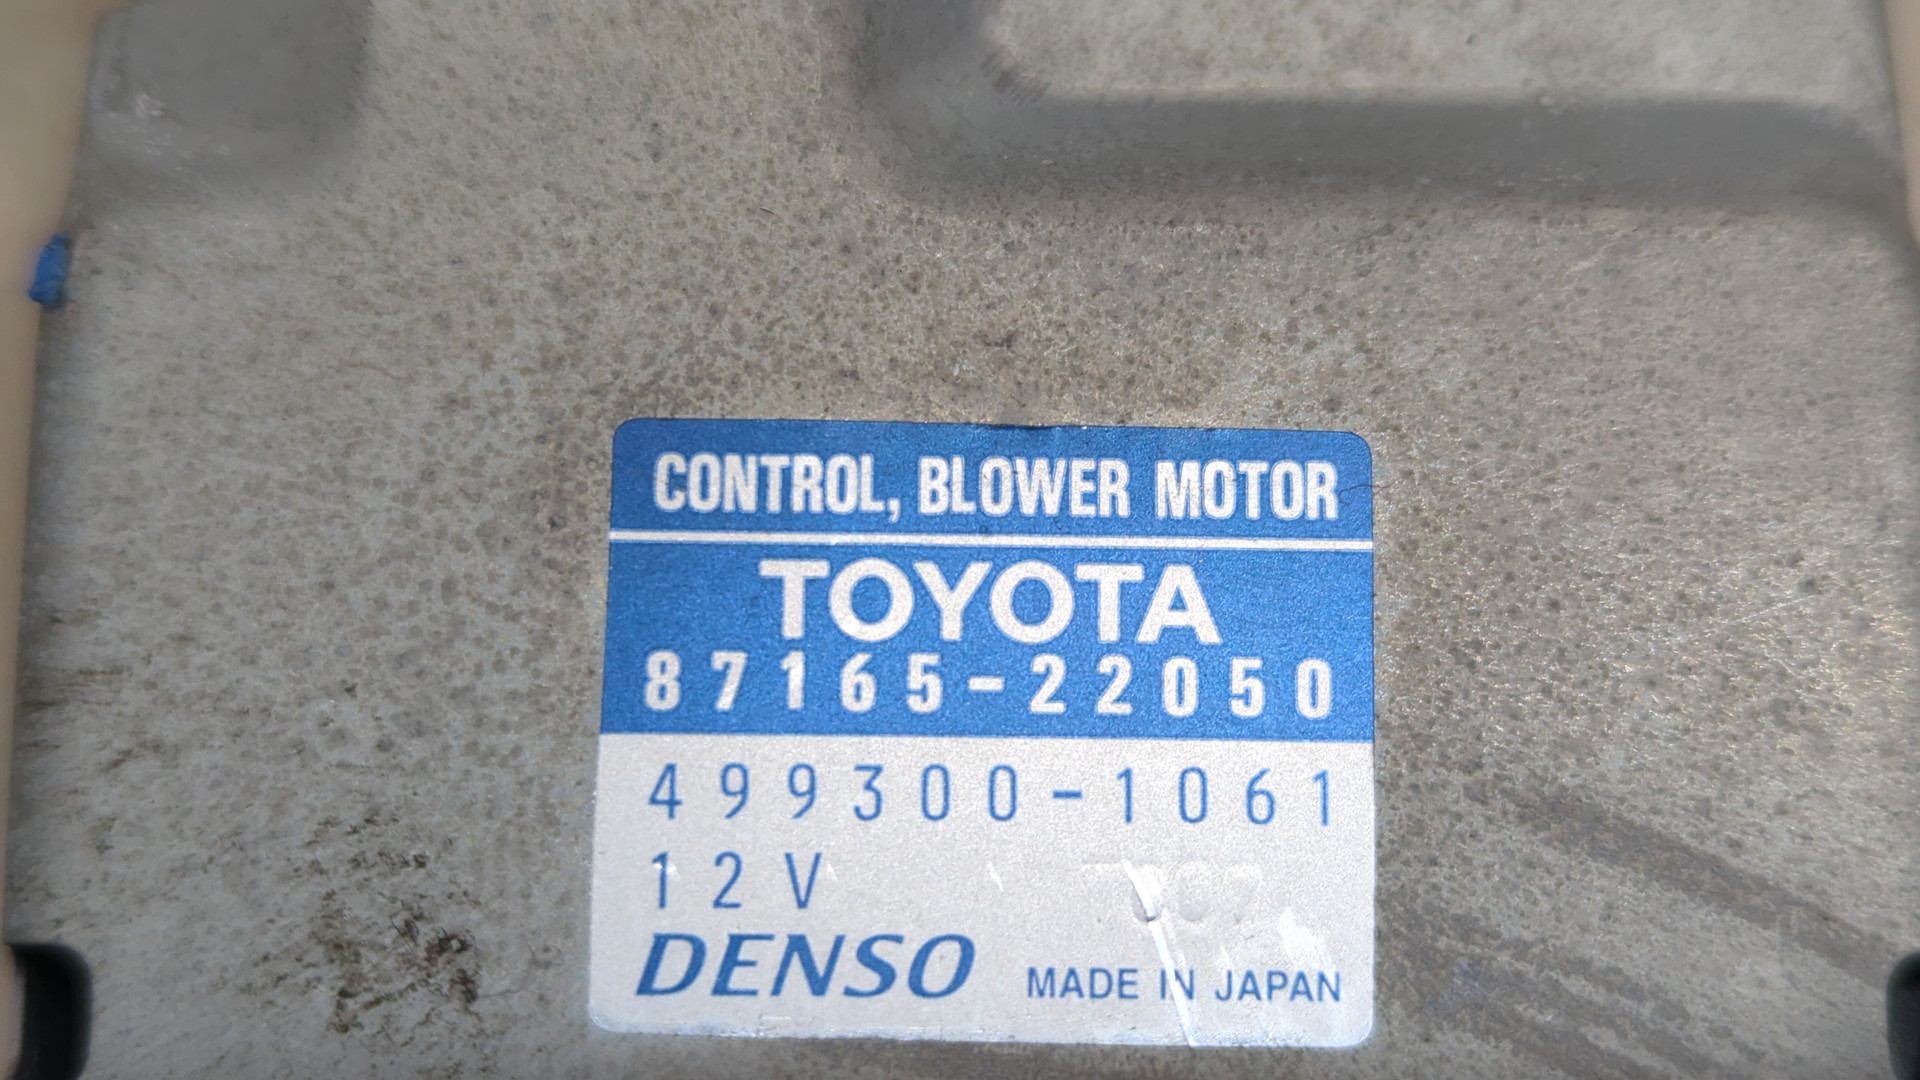 CONTROL, BLOWER MOTOR
TOYOTA
87165-22050
499300-1061
12V
DENSO MADE IN JAPAN